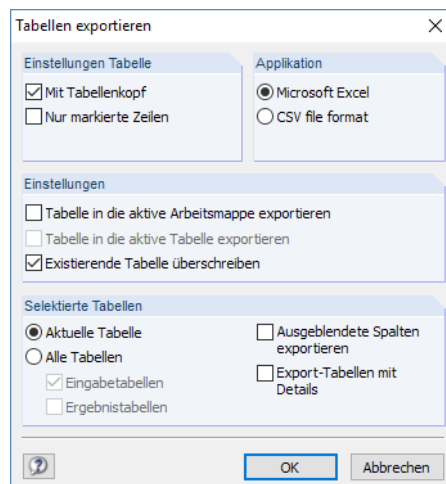 Tabellen exportieren
Einstellungen Tabelle
Mit Tabellenkopf
Nur markierte Zeilen
Applikation
Microsoft Excel
CSV file format
Einstellungen
Tabelle in die aktive Arbeitsmappe exportieren
Tabelle in die aktive Tabelle exportieren
Existierende Tabelle überschreiben
Selektierte Tabellen
Aktuelle Tabelle
Alle Tabellen
Eingabetabellen
Ergebnistabellen
Ausgeblendete Spalten
exportieren
Export-Tabellen mit
Details
OK
Abbrechen